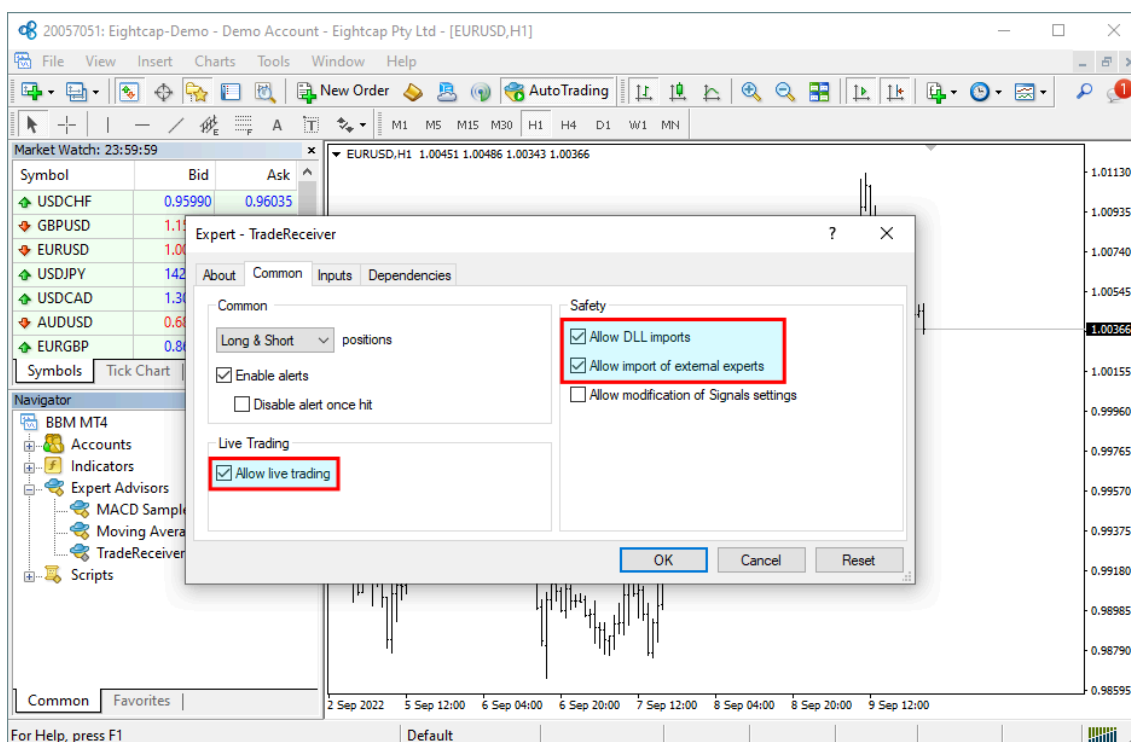 20057051: Eightcap-Demo - Demo Account - Eightcap Pty Ltd - [EURUSD,H1]
File View Insert Charts Tools Window Help
New Order AutoTrading 1
E F A T M1 M5 M15 M30 H1 H4 D1 W1 MN
Market Watch: 23:59:59
Symbol Bid Ask
USDCHF 0.95990 0.96035
GBPUSD
EURUSD
USDJPY
USDCAD
AUDUSD
EURGBP
Symbols Tick Chart
Navigator
BBM MT4
Accounts
Indicators
Expert Advisors
MACD Sample
Moving Avera
TradeReceiver
Scripts
Common Favorites
EURUSD,H1 1.00451 1.00486 1.00343 1.00366
1.01130
1.00935
1.00740
1.00545
1.00366
1.00155
0.99960
0.99765
0.99570
0.99375
0.99180
0.98985
0.98790
0.98595
2 Sep 2022 5 Sep 12:00 6 Sep 04:00 6 Sep 20:00 7 Sep 12:00 8 Sep 04:00 8 Sep 20:00 9 Sep 12:00
Expert - TradeReceiver ?
About Common Inputs Dependencies
Common
Long & Short positions
Enable alerts
Disable alert once hit
Live Trading
Allow live trading
Safety
Allow DLL imports
Allow import of external experts
Allow modification of Signals settings
OK Cancel Reset
For Help, press F1 Default